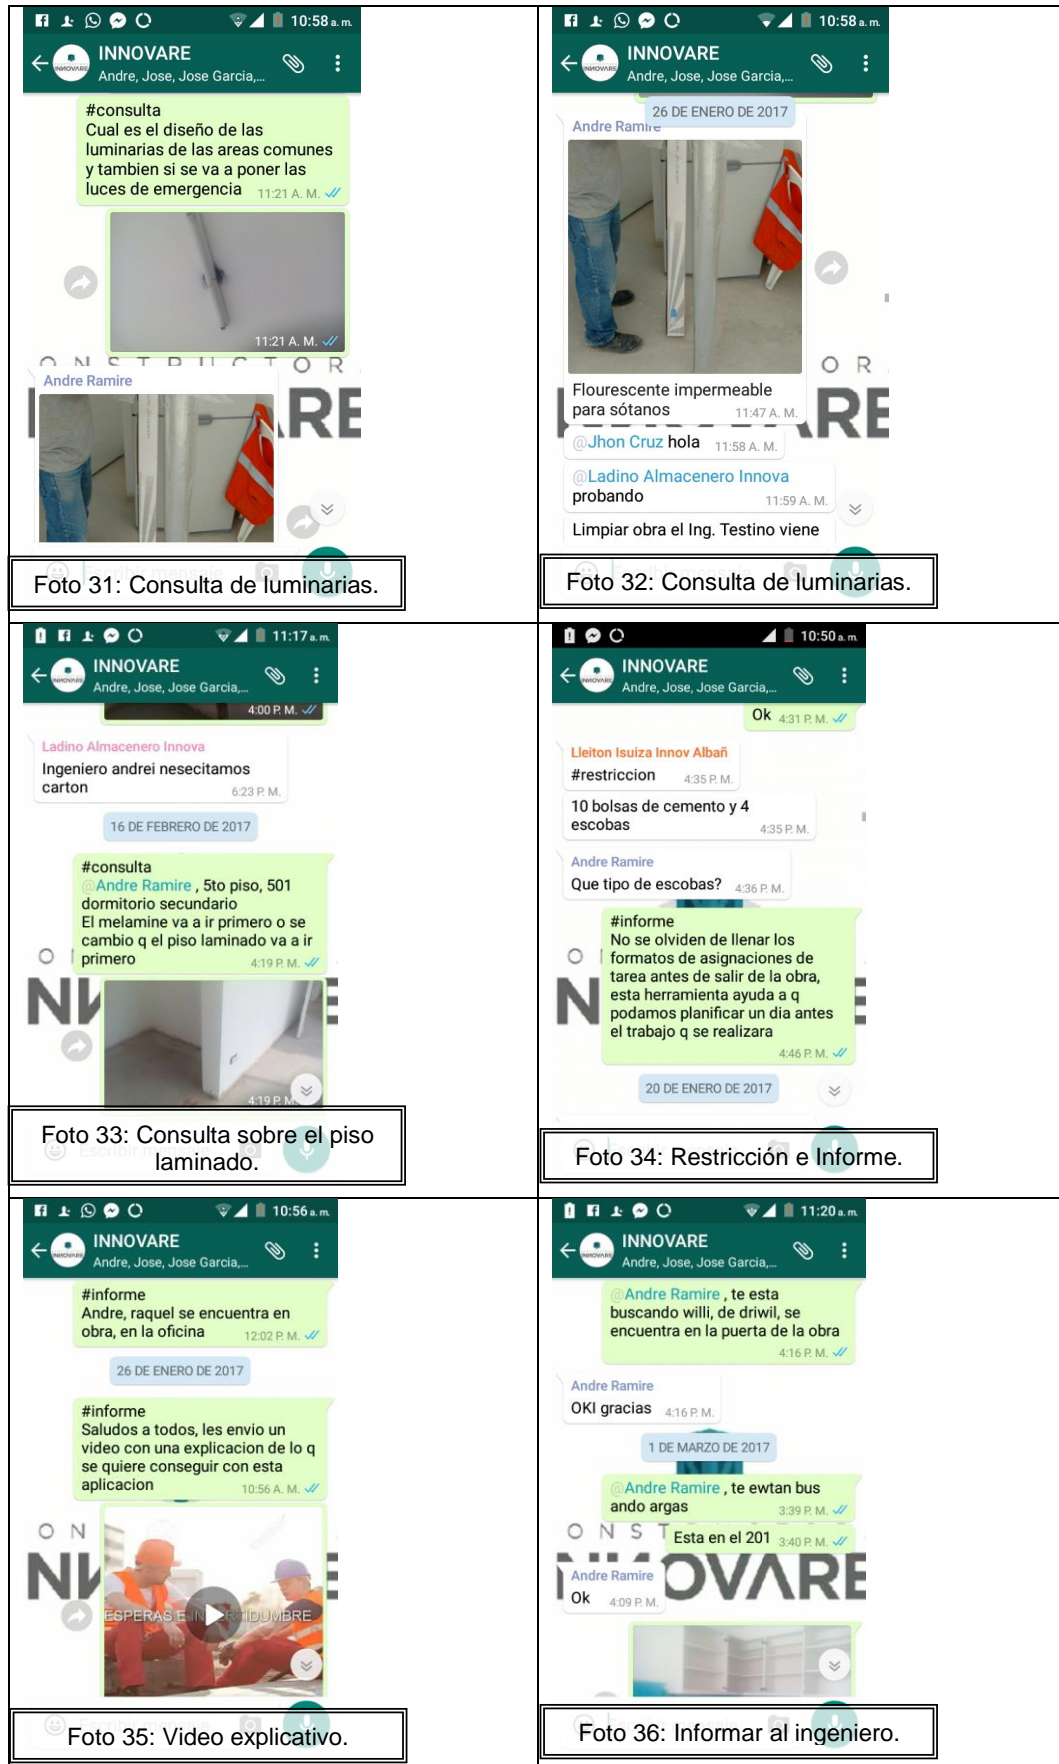 10:58 a. m.
INNOVARE
Andre, Jose, Jose Garcia,...
#consulta
Cual es el diseño de las
luminarias de las areas comunes
y tambien si se va a poner las
luces de emergencia 11:21 A. M.
11:21 A. M.
ONSTRUCTOR
Andre Ramire
Foto 31: Consulta de luminarias.
10:58 a. m.
INNOVARE
Andre, Jose, Jose Garcia,...
26 DE ENERO DE 2017
Andre Ramire
Flourescente impermeable
para sótanos 11:47 A. M.
@Jhon Cruz hola 11:58 A. M.
@Ladino Almacenero Innova
probando 11:59 A. M.
Limpiar obra el Ing. Testino viene
Foto 32: Consulta de luminarias.
11:17 a. m.
INNOVARE
Andre, Jose, Jose Garcia,...
4:00 P. M.
Ladino Almacenero Innova
Ingeniero andrei nesecitamos
carton 6:23 P. M.
16 DE FEBRERO DE 2017
#consulta
@Andre Ramire , 5to piso, 501
dormitorio secundario
El melamine va a ir primero o se
cambio q el piso laminado va a ir
primero 4:19 P. M.
4:19 P. M.
Foto 33: Consulta sobre el piso
laminado.
10:50 a. m.
INNOVARE
Andre, Jose, Jose Garcia,...
Ok 4:31 P. M.
Lleiton Isuiza Innov Albañ
#restriccion 4:35 P. M.
10 bolsas de cemento y 4
escobas 4:35 P. M.
Andre Ramire
Que tipo de escobas? 4:36 P. M.
#informe
No se olviden de llenar los
formatos de asignaciones de
tarea antes de salir de la obra,
esta herramienta ayuda a q
podamos planificar un dia antes
el trabajo q se realizara
4:46 P. M.
20 DE ENERO DE 2017
Foto 34: Restricción e Informe.
10:56 a. m.
INNOVARE
Andre, Jose, Jose Garcia,...
#informe
Andre, raquel se encuentra en
obra, en la oficina 12:02 P. M.
26 DE ENERO DE 2017
#informe
Saludos a todos, les envio un
video con una explicacion de lo q
se quiere conseguir con esta
aplicacion 10:56 A. M.
ESPERAS E INCERTIDUMBRE
Foto 35: Video explicativo.
11:20 a. m.
INNOVARE
Andre, Jose, Jose Garcia,...
@Andre Ramire , te esta
buscando willi, de driwil, se
encuentra en la puerta de la obra
4:16 P. M.
Andre Ramire
OKI gracias 4:16 P. M.
1 DE MARZO DE 2017
@Andre Ramire , te ewtan bus
ando argas 3:39 P. M.
Esta en el 201 3:40 P. M.
Andre Ramire
Ok 4:09 P. M.
Foto 36: Informar al ingeniero.